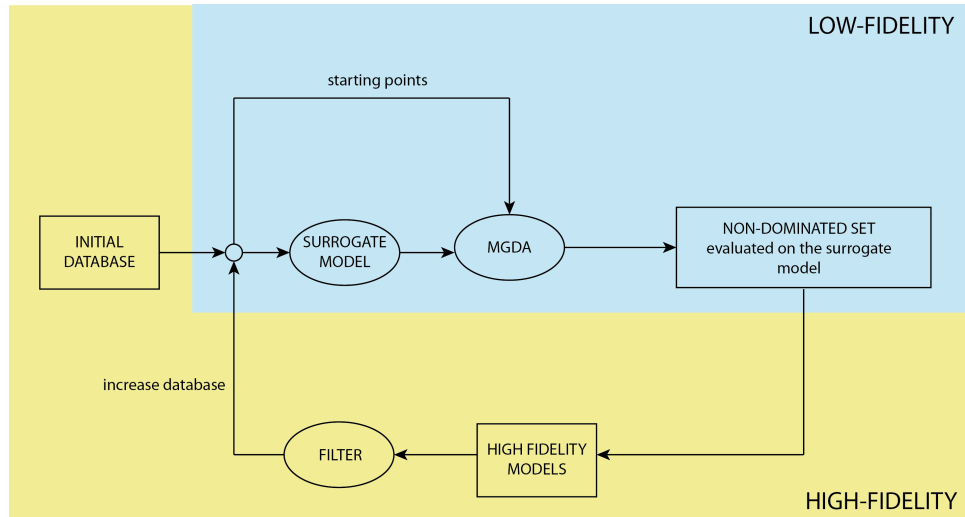 LOW-FIDELITY
starting points
INITIAL
DATABASE
SURROGATE
MODEL
MGDA
NON-DOMINATED SET
evaluated on the surrogate
model
increase database
FILTER
HIGH FIDELITY
MODELS
HIGH-FIDELITY